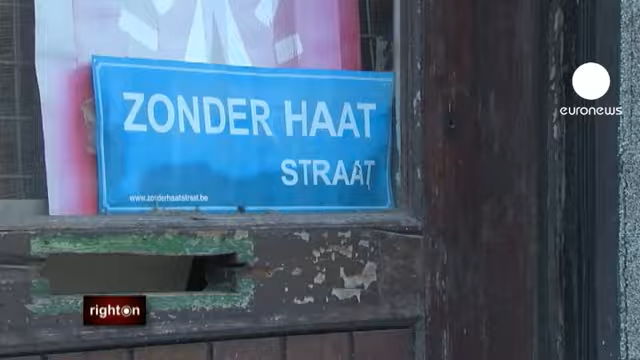 ZONDER HAAT
STRAAT
www.zonderhaatstraat.be
euronews
righton